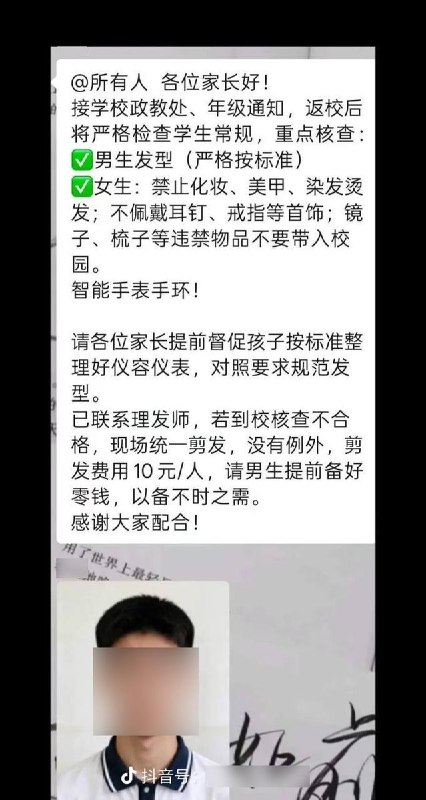 @所有人 各位家长好！
接学校政教处、年级通知，返校后
将严格检查学生常规，重点核查：
✅男生发型（严格按标准）
✅女生：禁止化妆、美甲、染发烫
发；不佩戴耳钉、戒指等首饰；镜
子、梳子等违禁物品不要带入校
园。
智能手表手环！
请各位家长提前督促孩子按标准整
理好仪容仪表，对照要求规范发
型。
已联系理发师，若到校核查不合
格，现场统一剪发，没有例外，剪
发费用10元/人，请男生提前备好
零钱，以备不时之需。
感谢大家配合！
用了世界上最轻
抖音号